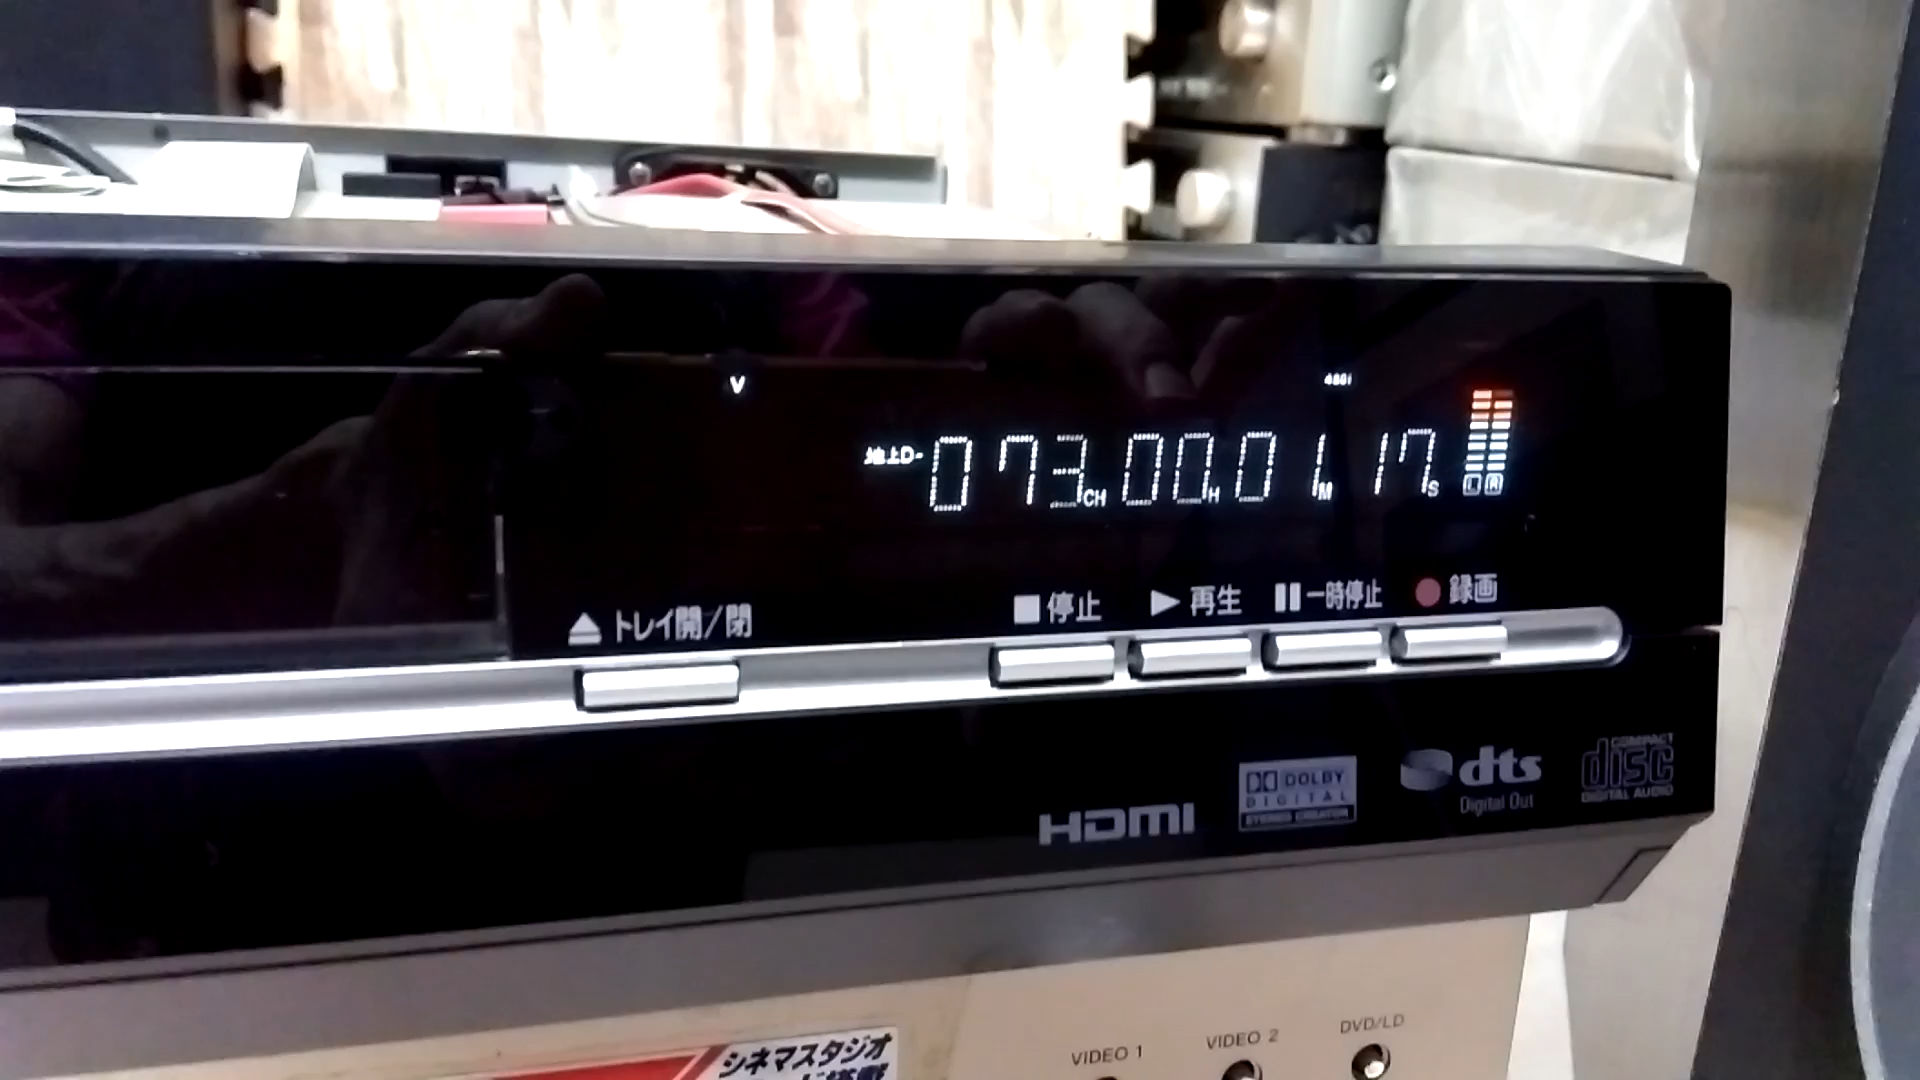 V
480i
地上D-073CH 00H 01M 17S
L R
トレイ開/閉
停止
再生
一時停止
録画
HDMI
DOLBY
DIGITAL
STEREO CREATOR
dts
Digital Out
COMPACT
disc
DIGITAL AUDIO
シネマスタジオ
VIDEO 1
VIDEO 2
DVD/LD